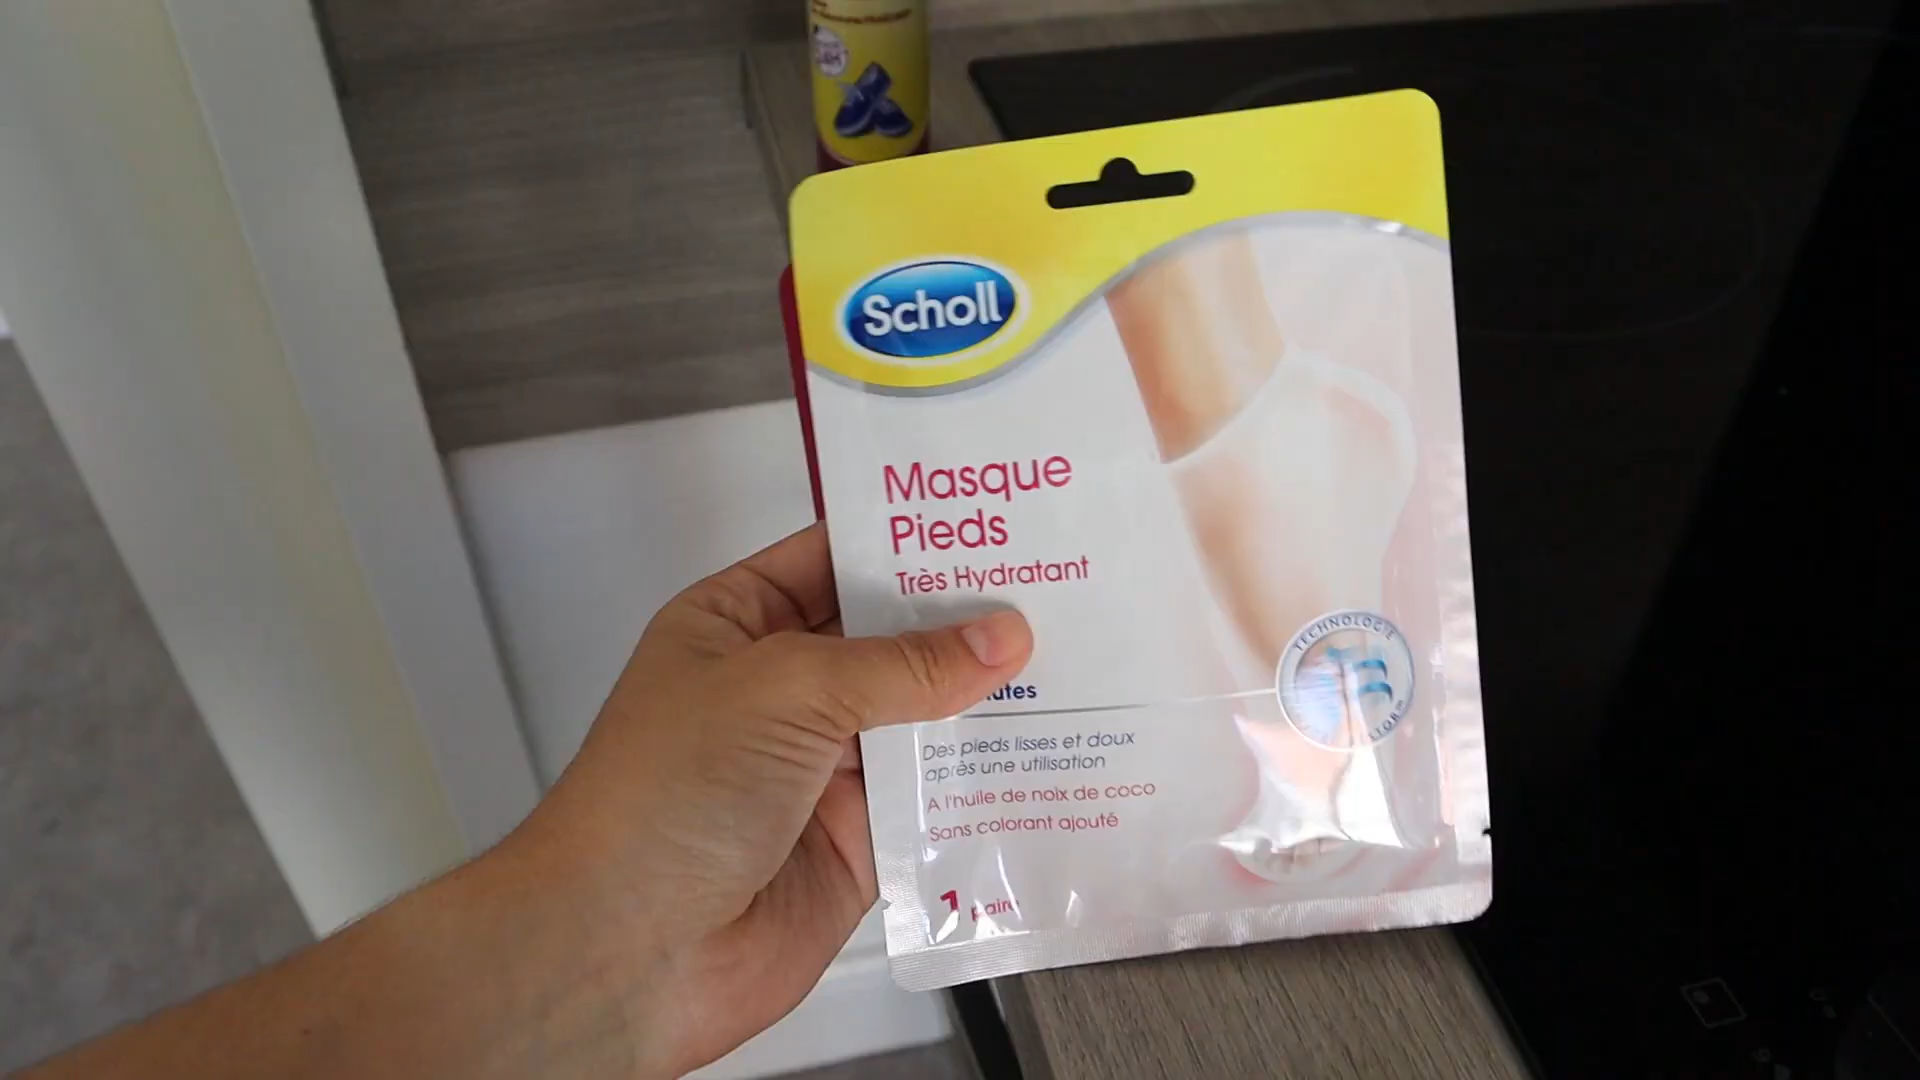 Scholl
Masque
Pieds
Très Hydratant
Des pieds lisses et doux
après une utilisation
A l'huile de noix de coco
Sans colorant ajouté
1 paire
TECHNOLOGIE